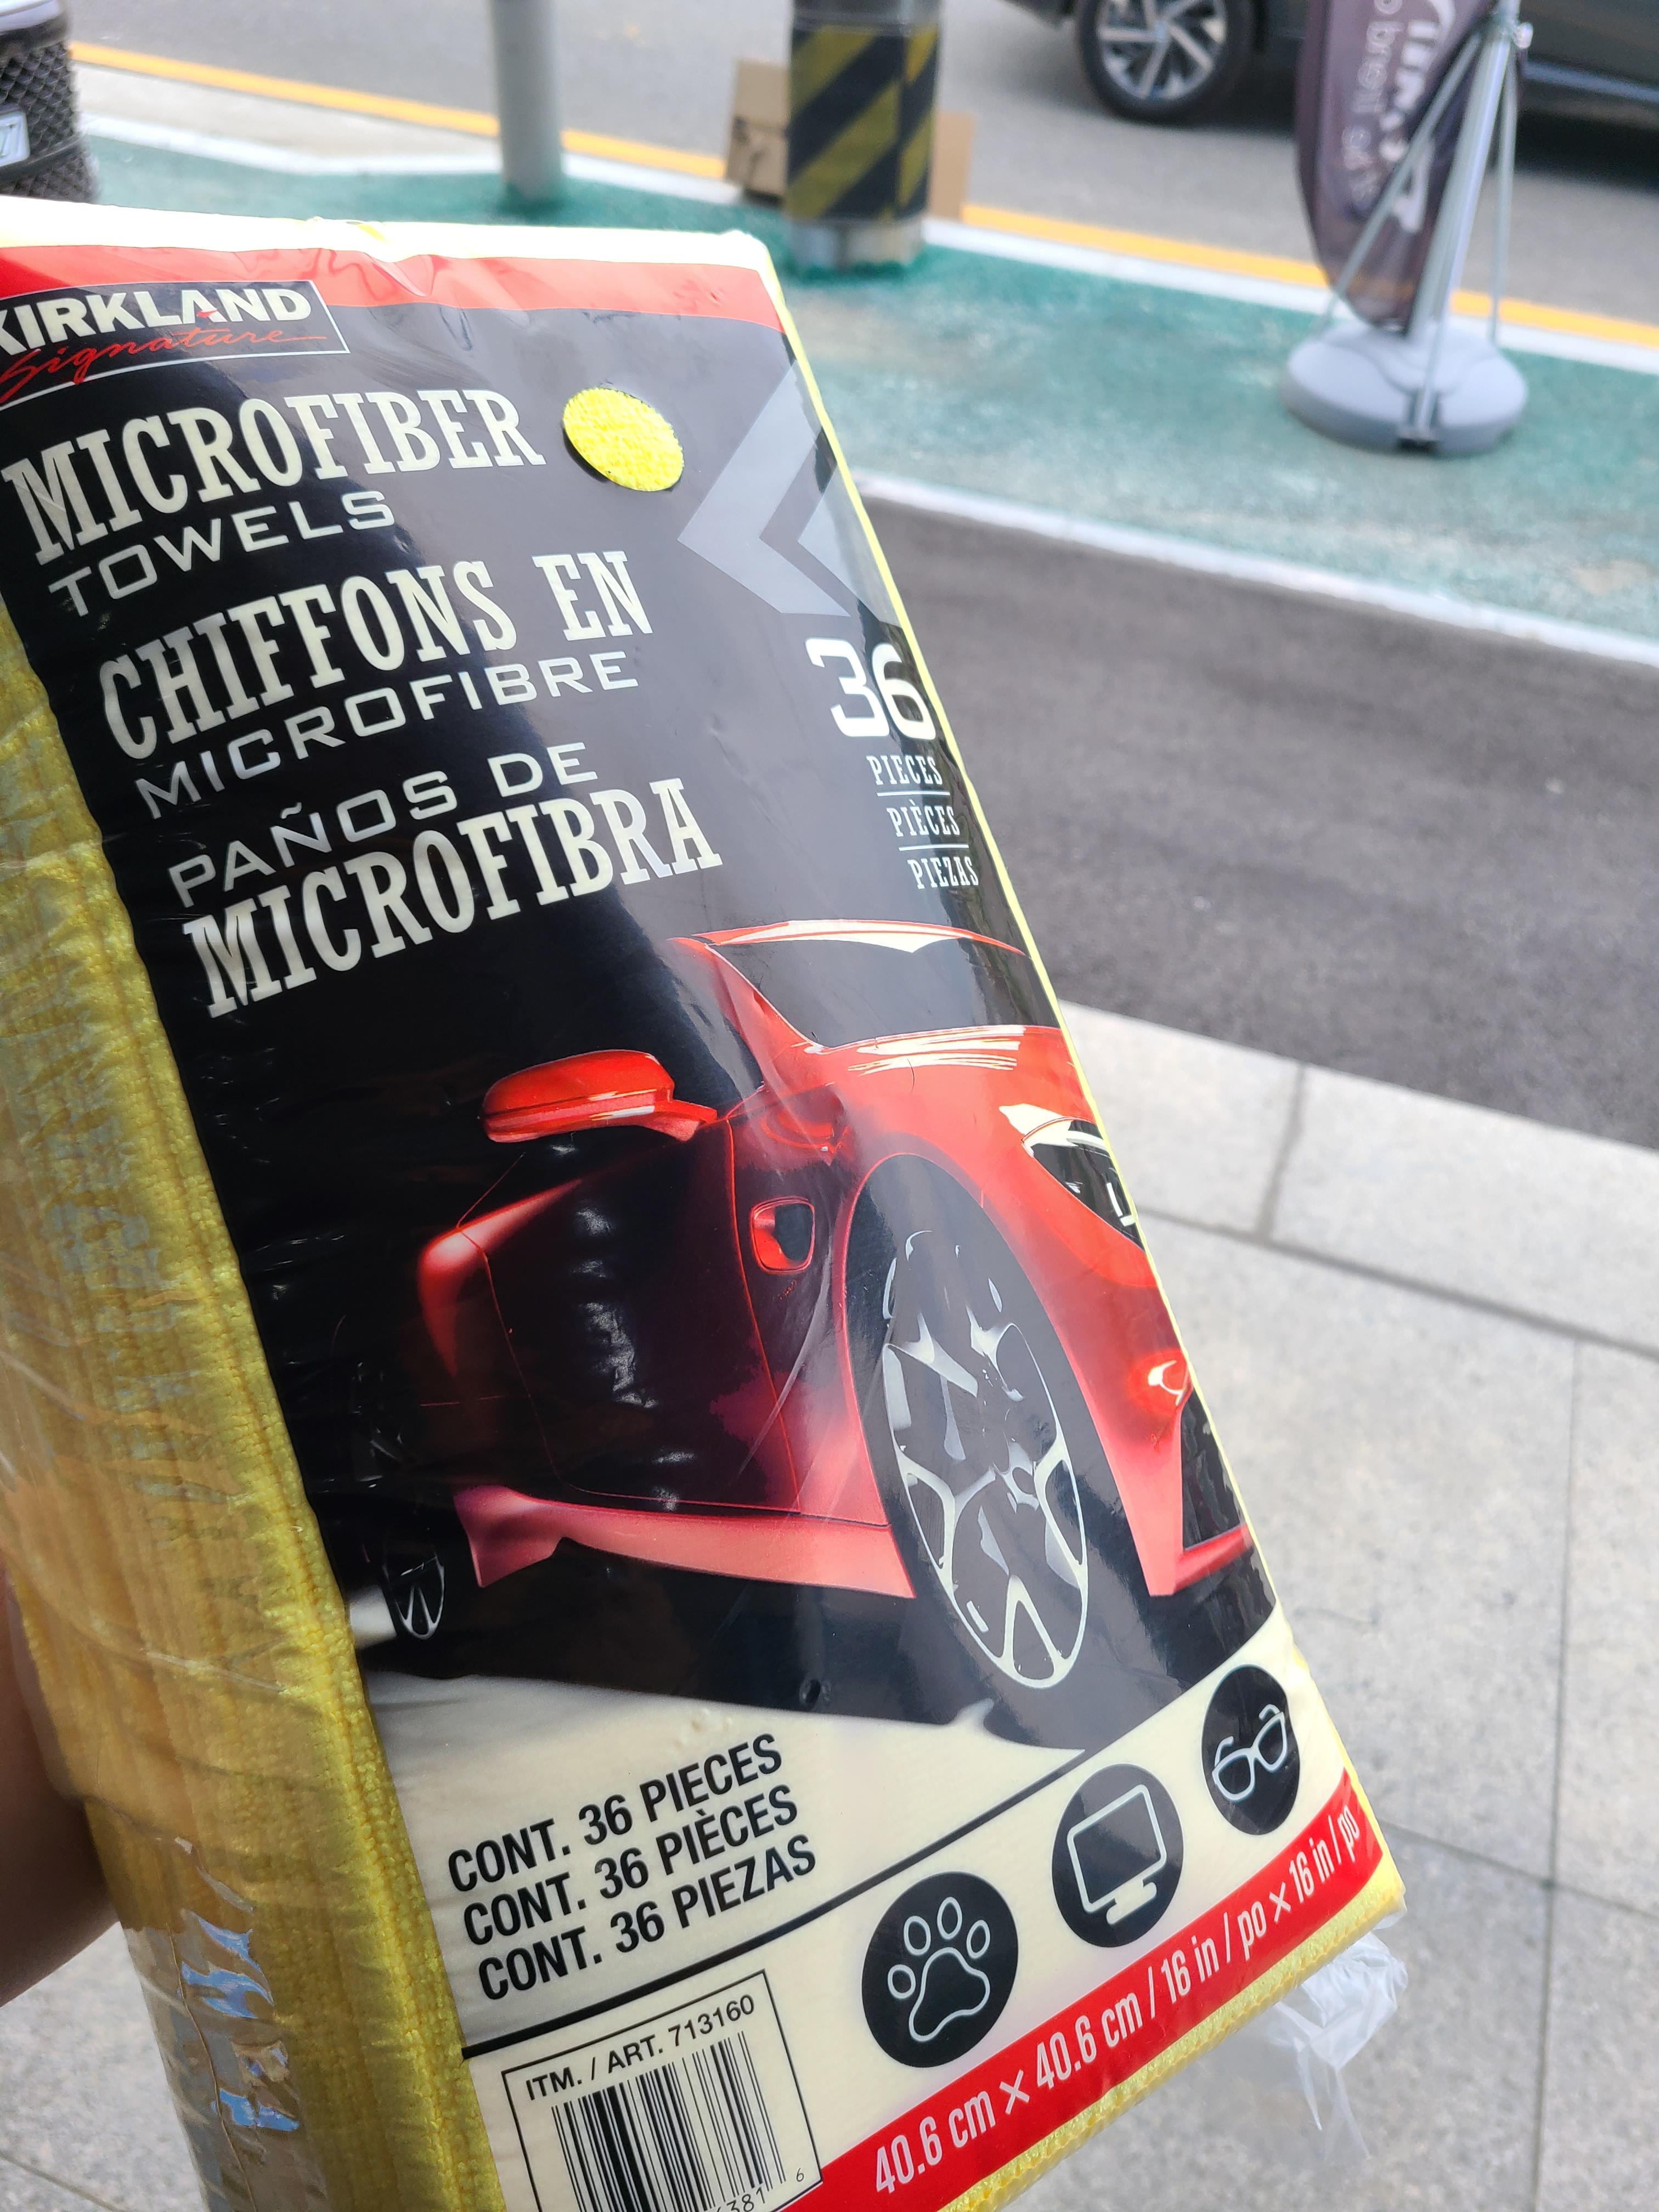 KIRKLAND
Signature
MICROFIBER
TOWELS
CHIFFONS EN
MICROFIBRE
PAÑOS DE
MICROFIBRA
36
PIECES
PIÈCES
PIEZAS
CONT. 36 PIECES
CONT. 36 PIÈCES
CONT. 36 PIEZAS
ITM. / ART. 713160
6
40.6 cm × 40.6 cm / 16 in / po × 16 in / po